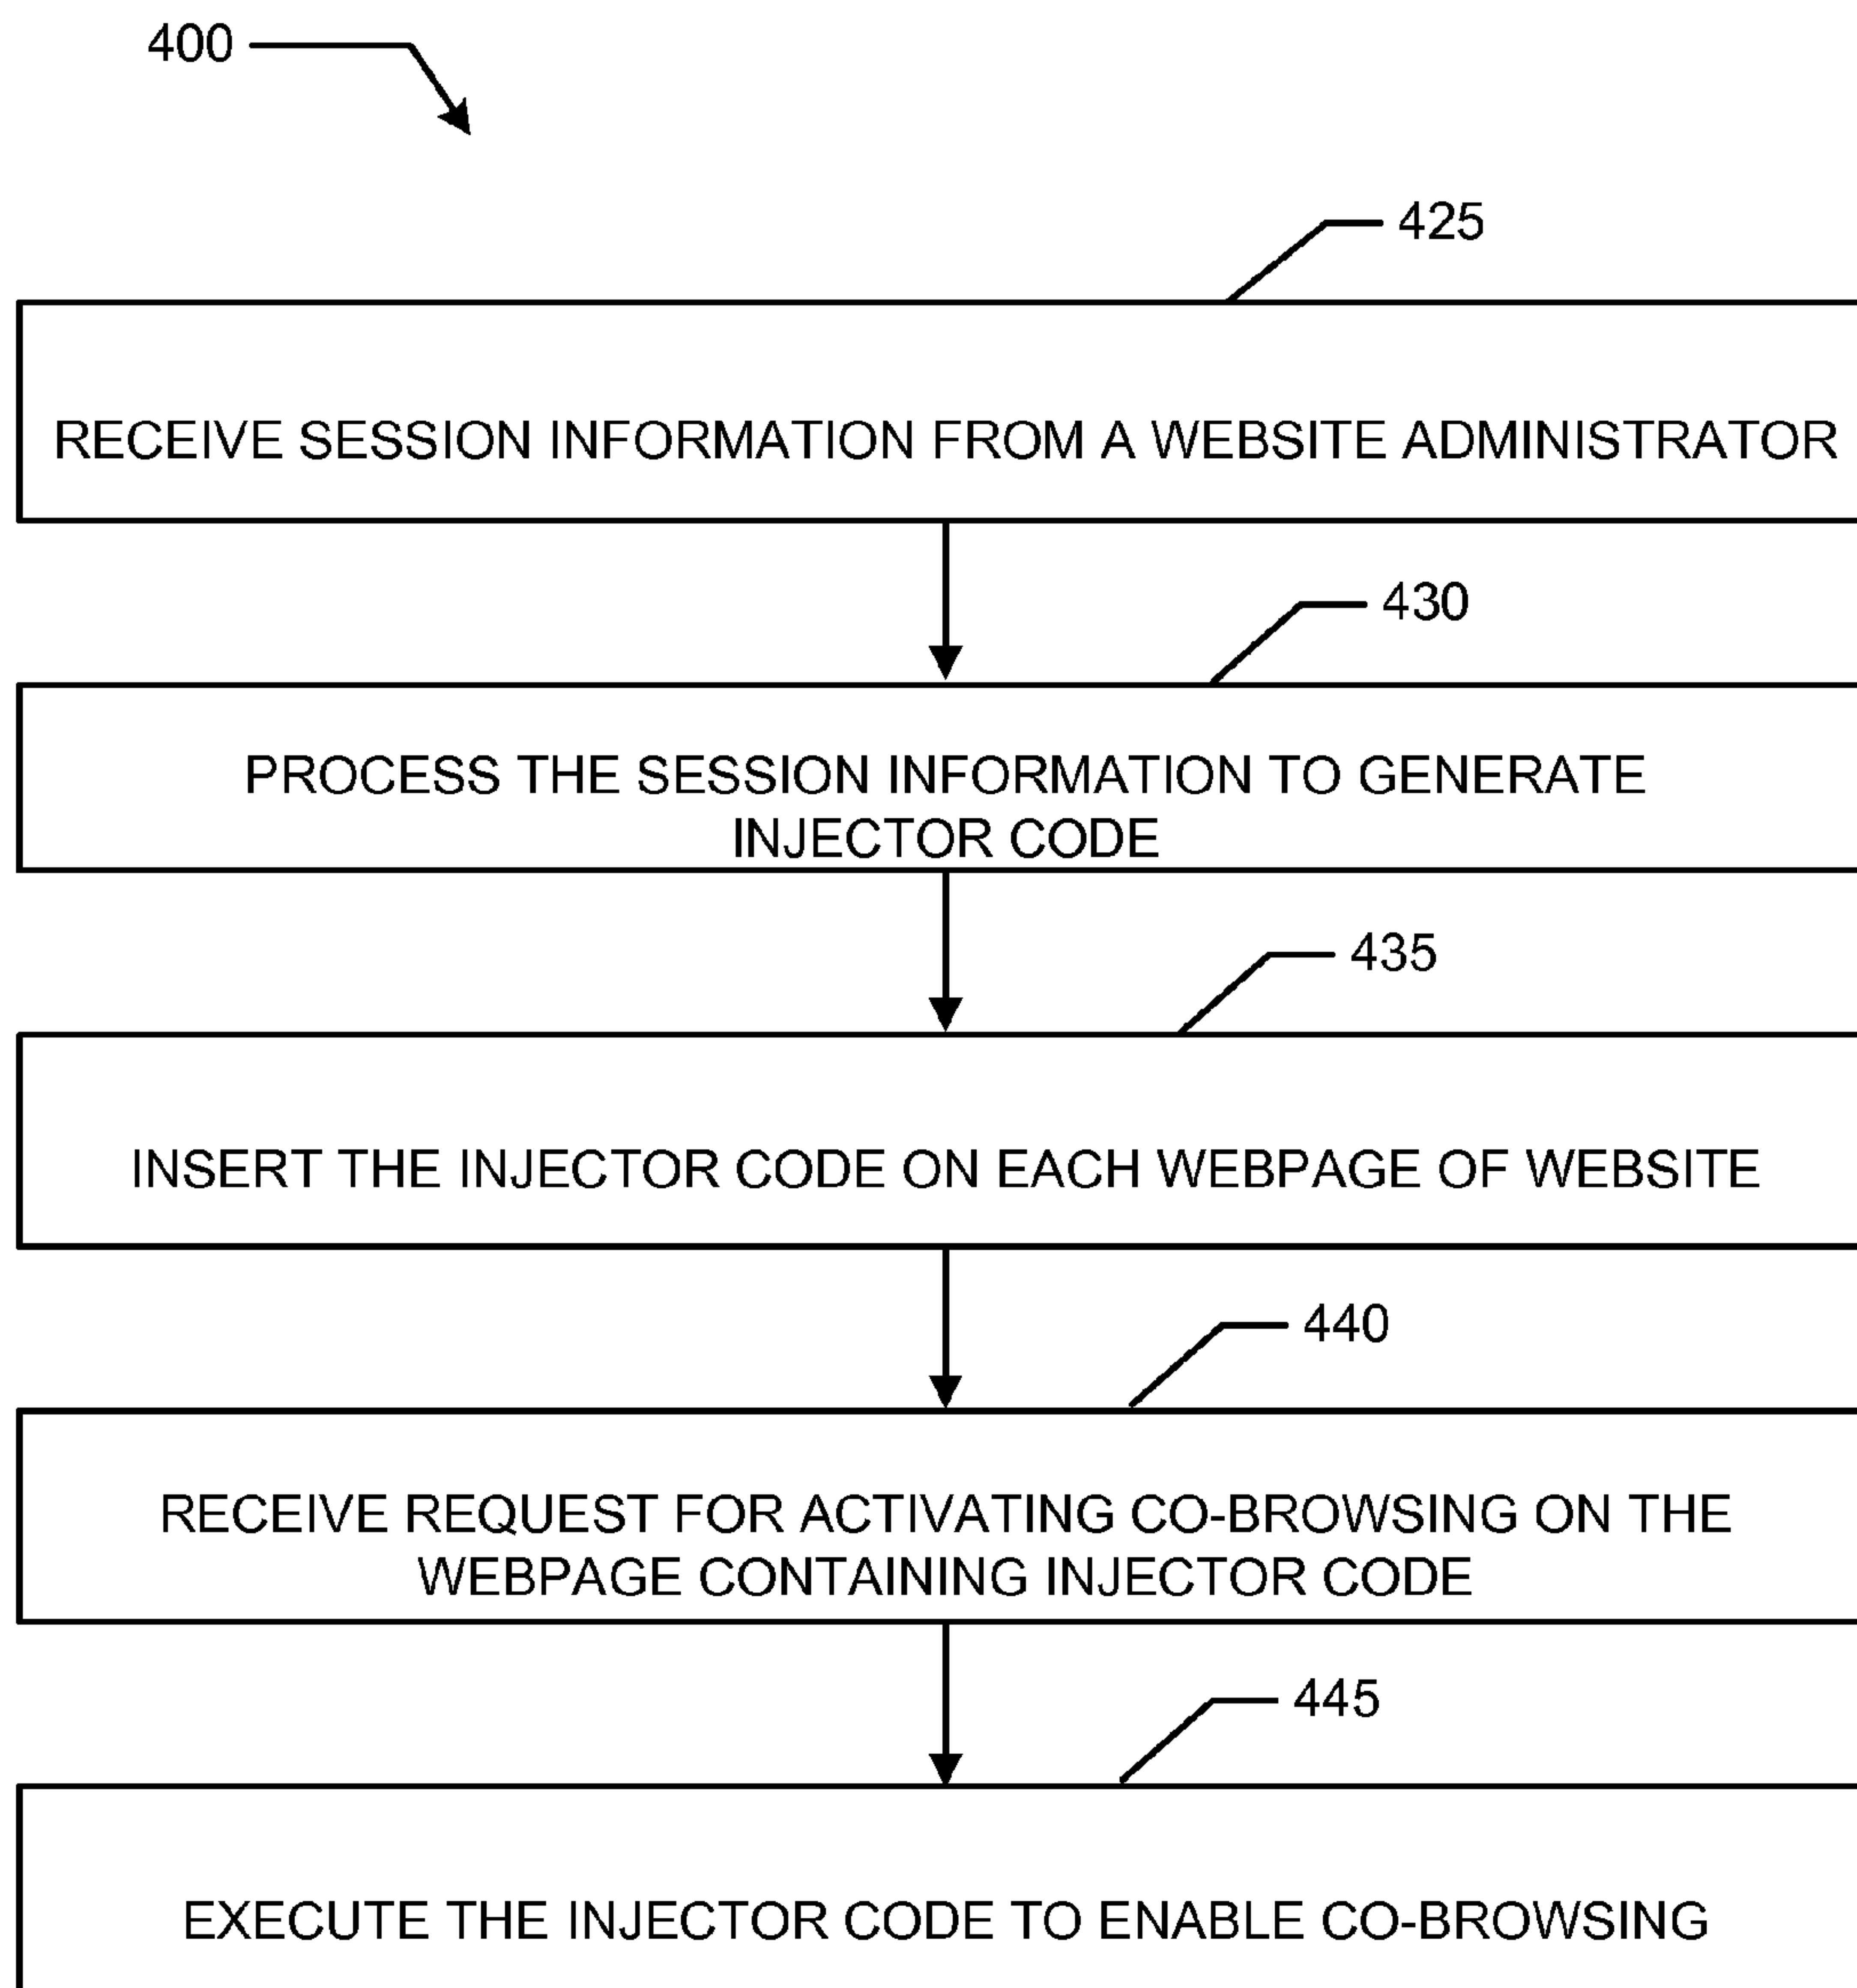 400
425
RECEIVE SESSION INFORMATION FROM A WEBSITE ADMINISTRATOR
430
PROCESS THE SESSION INFORMATION TO GENERATE
INJECTOR CODE
435
INSERT THE INJECTOR CODE ON EACH WEBPAGE OF WEBSITE
440
RECEIVE REQUEST FOR ACTIVATING CO-BROWSING ON THE
WEBPAGE CONTAINING INJECTOR CODE
445
EXECUTE THE INJECTOR CODE TO ENABLE CO-BROWSING